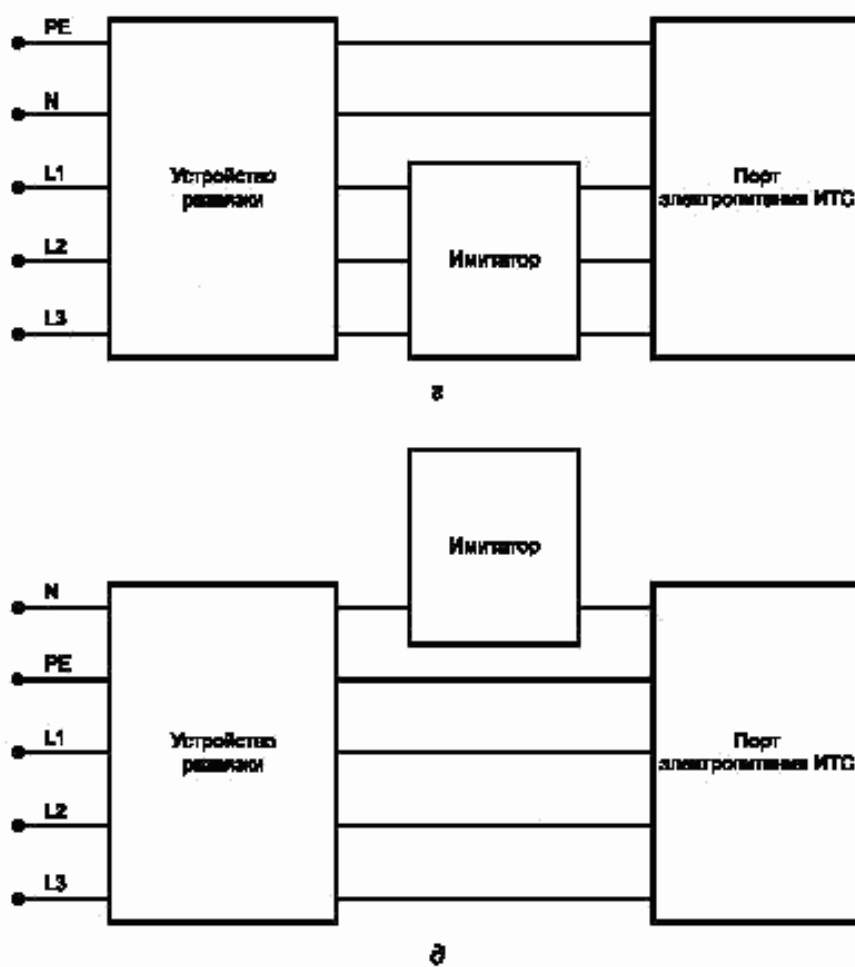 PE
N
L1
Устройство
развязки
Порт
электропитания ИТС
L2
Имитатор
L3
г
Имитатор
N
PE
L1
Устройство
развязки
Порт
электропитания ИТС
L2
L3
д